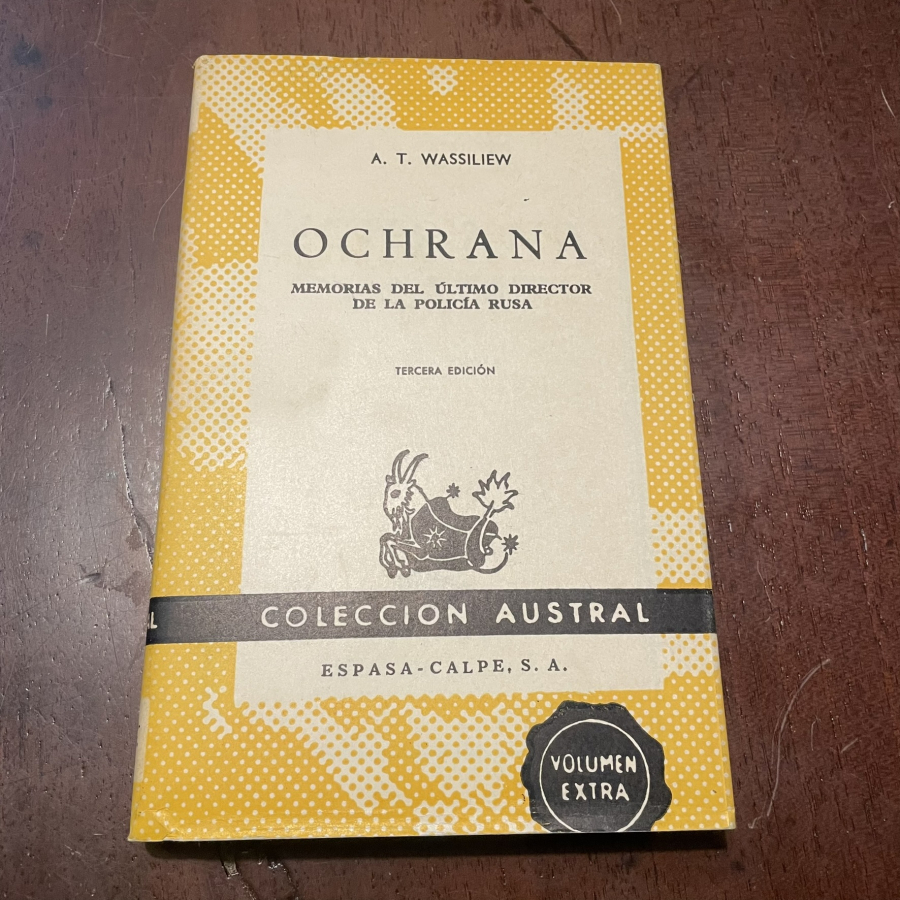 A. T. WASSILIEW
OCHRANA
MEMORIAS DEL ÚLTIMO DIRECTOR
DE LA POLICÍA RUSA
TERCERA EDICIÓN
L
COLECCION AUSTRAL
ESPASA-CALPE, S. A.
VOLUMEN
EXTRA